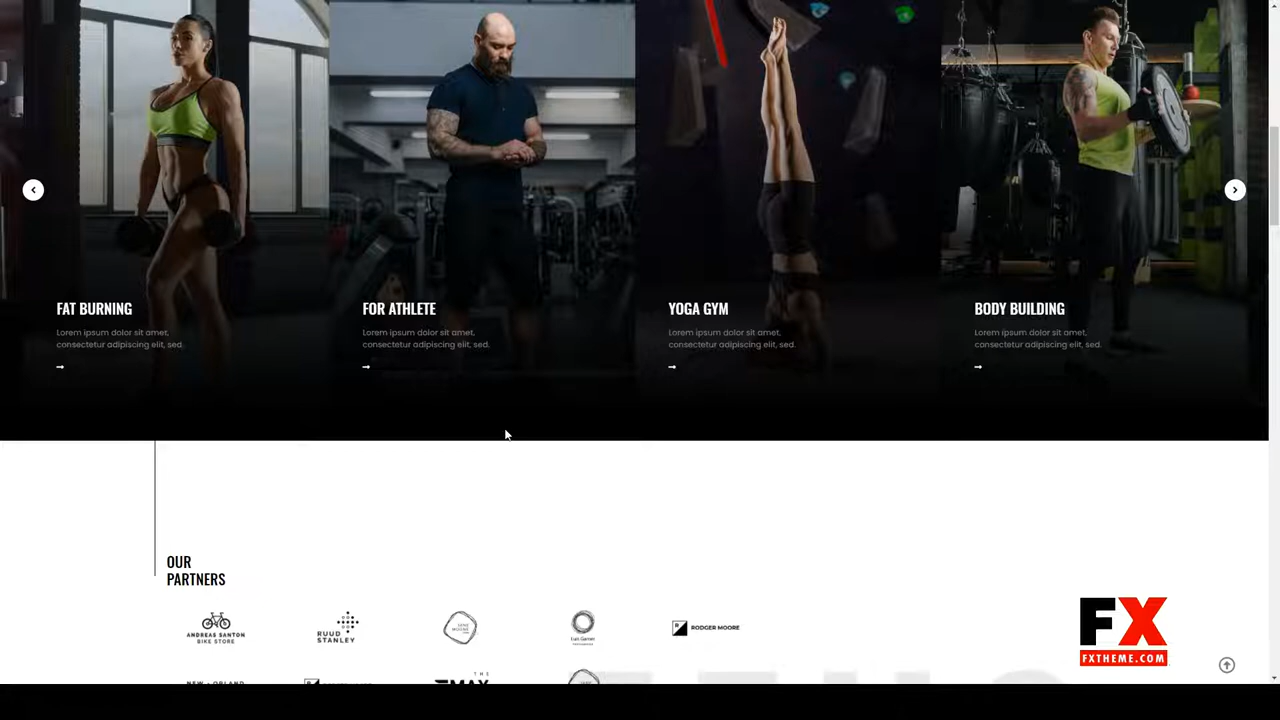 FAT BURNING
Lorem ipsum dolor sit amet,
consectetur adipiscing elit, sed.
FOR ATHLETE
Lorem ipsum dolor sit amet,
consectetur adipiscing elit, sed.
YOGA GYM
Lorem ipsum dolor sit amet,
consectetur adipiscing elit, sed.
BODY BUILDING
Lorem ipsum dolor sit amet,
consectetur adipiscing elit, sed.
OUR
PARTNERS
ANDREAS SANTON
BIKE STORE
RUUD
STANLEY
RODGER MOORE
THE
FX
FXTHEME.COM